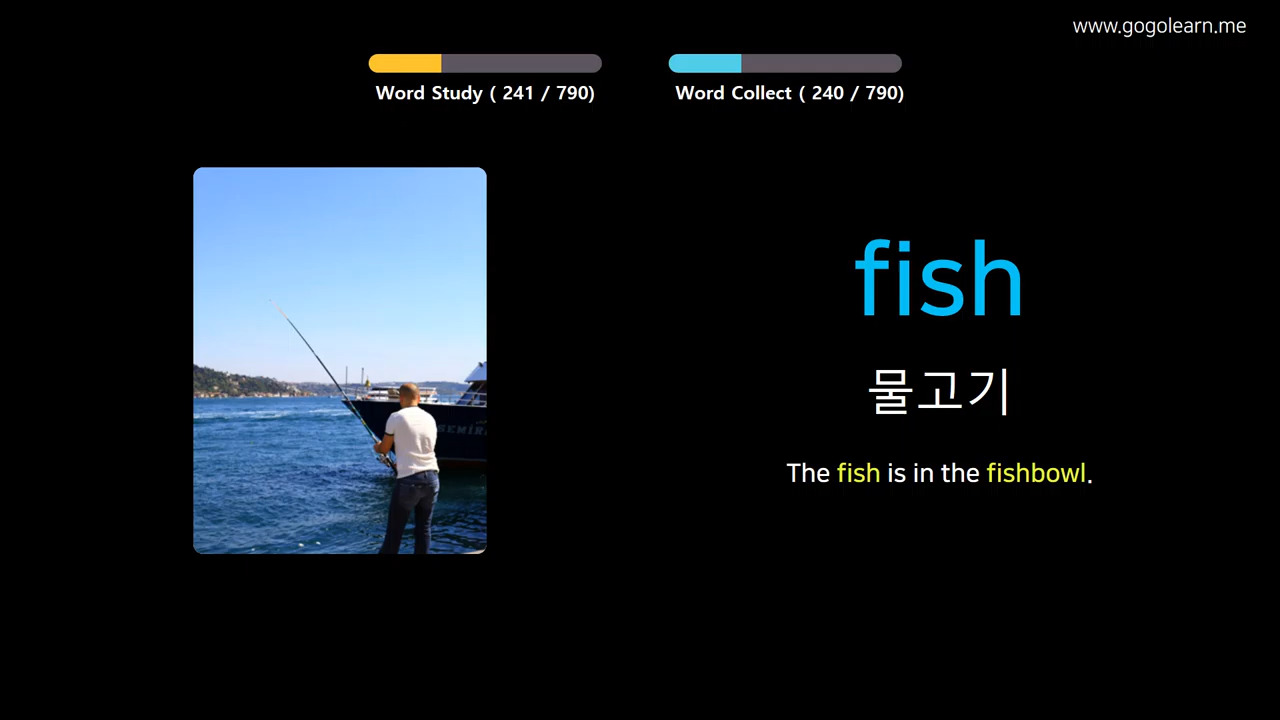 www.gogolearn.me
Word Study ( 241 / 790)
Word Collect ( 240 / 790)
fish
물고기
The fish is in the fishbowl.